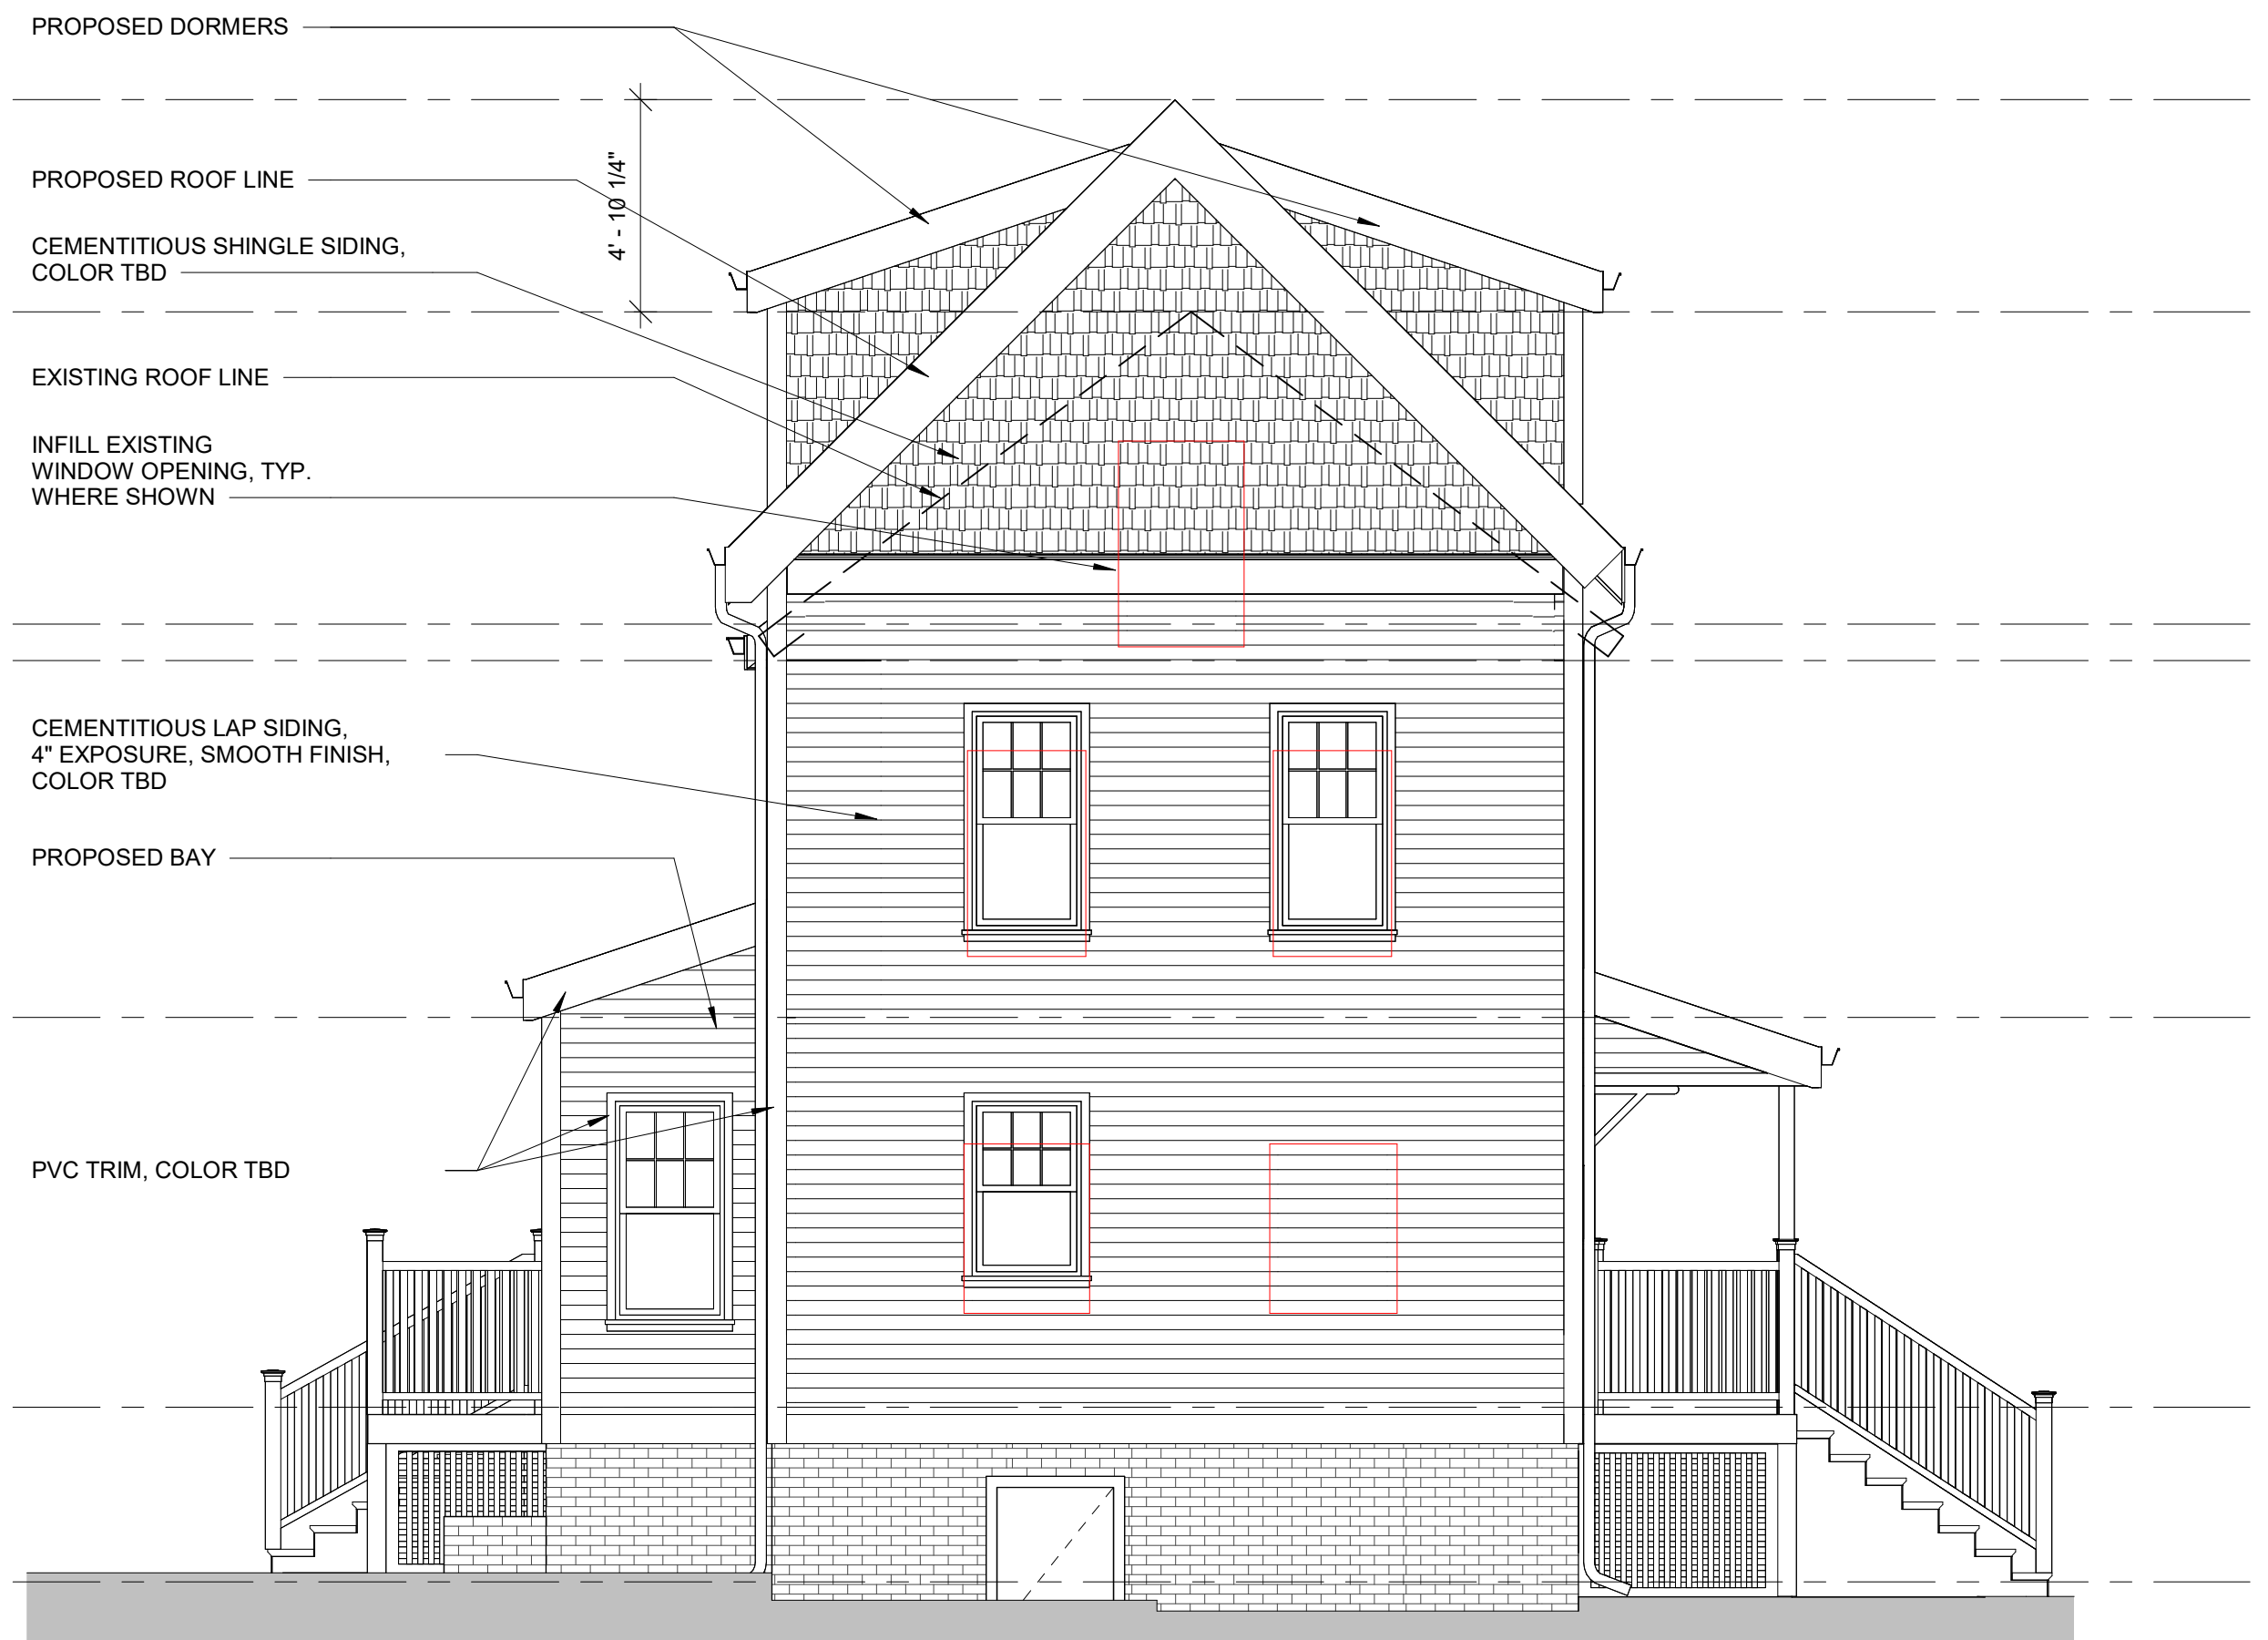 PROPOSED DORMERS
4' - 10 1/4"
PROPOSED ROOF LINE
CEMENTITIOUS SHINGLE SIDING,
COLOR TBD
EXISTING ROOF LINE
INFILL EXISTING
WINDOW OPENING, TYP.
WHERE SHOWN
CEMENTITIOUS LAP SIDING,
4" EXPOSURE, SMOOTH FINISH,
COLOR TBD
PROPOSED BAY
PVC TRIM, COLOR TBD